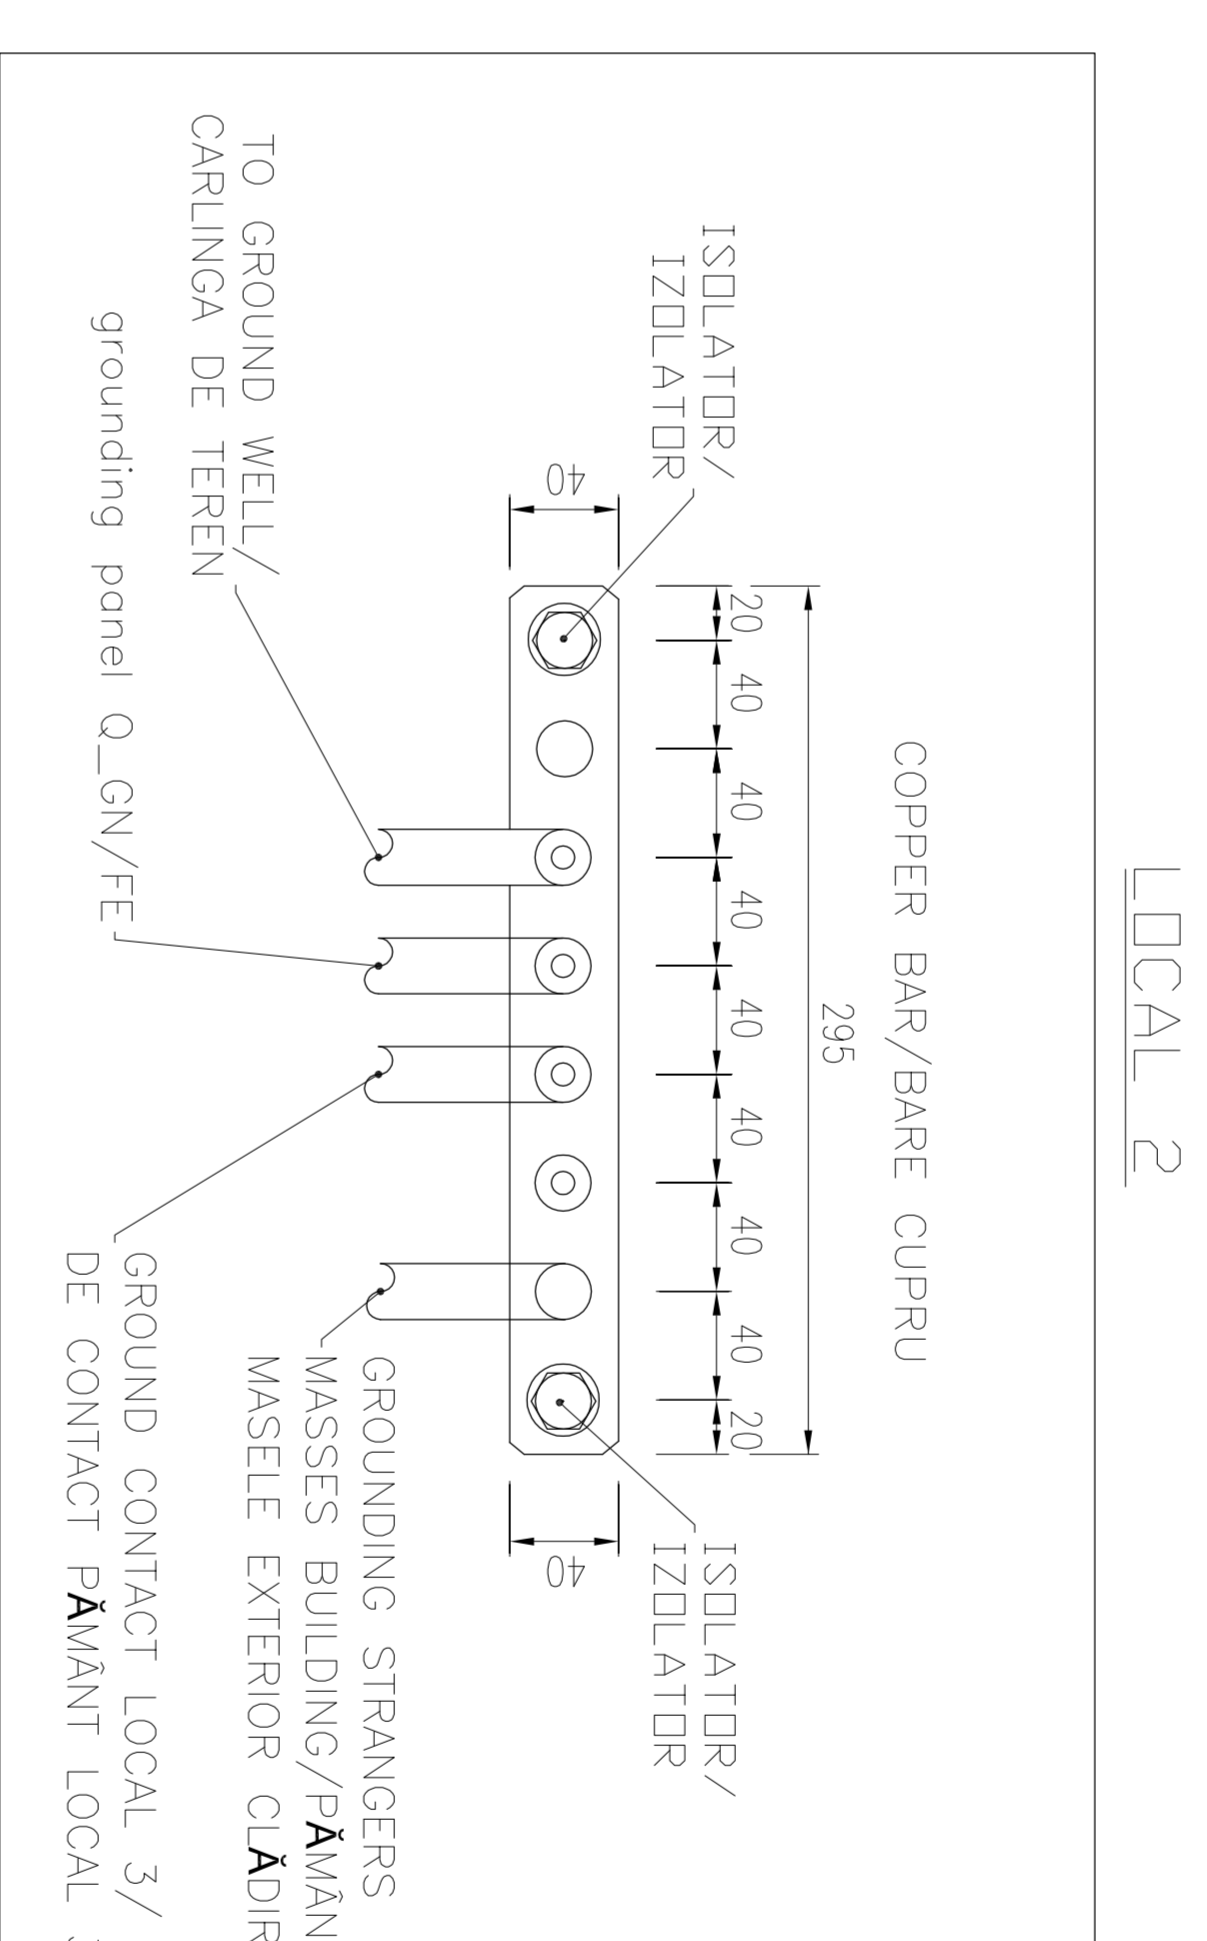 LOCAL 2
COPPER BAR/BARE CUPRU
295
20 40 40 40 40 40 40 40 20
ISOLATOR/
IZOLATOR
ISOLATOR/
IZOLATOR
40
40
TO GROUND WELL/
CARLINGA DE TEREN
grounding panel Q_GN/FE
GROUNDING STRANGERS
MASSES BUILDING/PĂMÂN
MASELE EXTERIOR CLĂDIR
GROUND CONTACT LOCAL 3/
DE CONTACT PĂMÂNT LOCAL